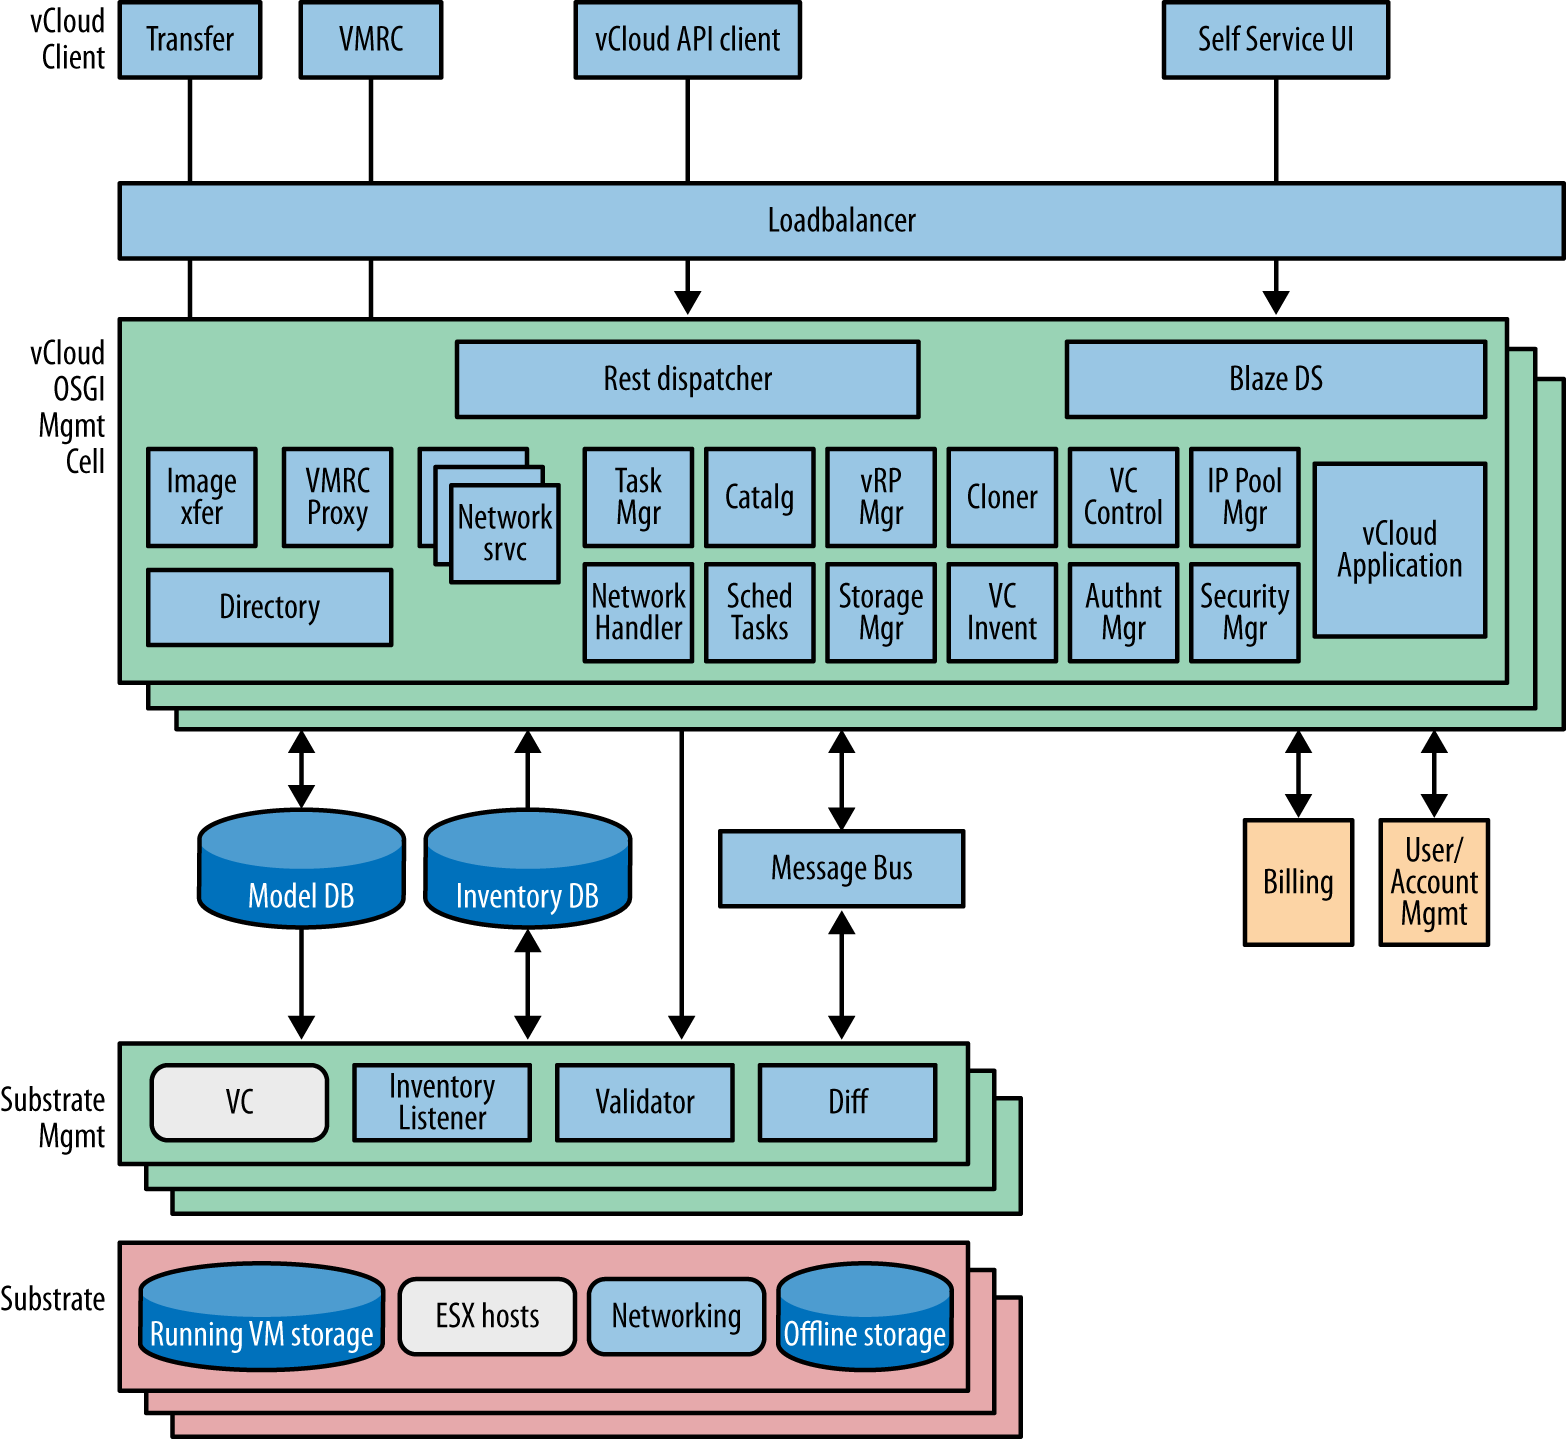 vCloud
Client
Transfer
VMRC
vCloud API client
Self Service UI
Loadbalancer
vCloud
OSGI
Mgmt
Cell
Rest dispatcher
Blaze DS
Image
xfer
VMRC
Proxy
Network
srvc
Task
Mgr
Catalg
vRP
Mgr
Cloner
VC
Control
IP Pool
Mgr
vCloud
Application
Directory
Network
Handler
Sched
Tasks
Storage
Mgr
VC
Invent
Authnt
Mgr
Security
Mgr
Model DB
Inventory DB
Message Bus
Billing
User/
Account
Mgmt
Substrate
Mgmt
VC
Inventory
Listener
Validator
Diff
Substrate
Running VM storage
ESX hosts
Networking
Offline storage